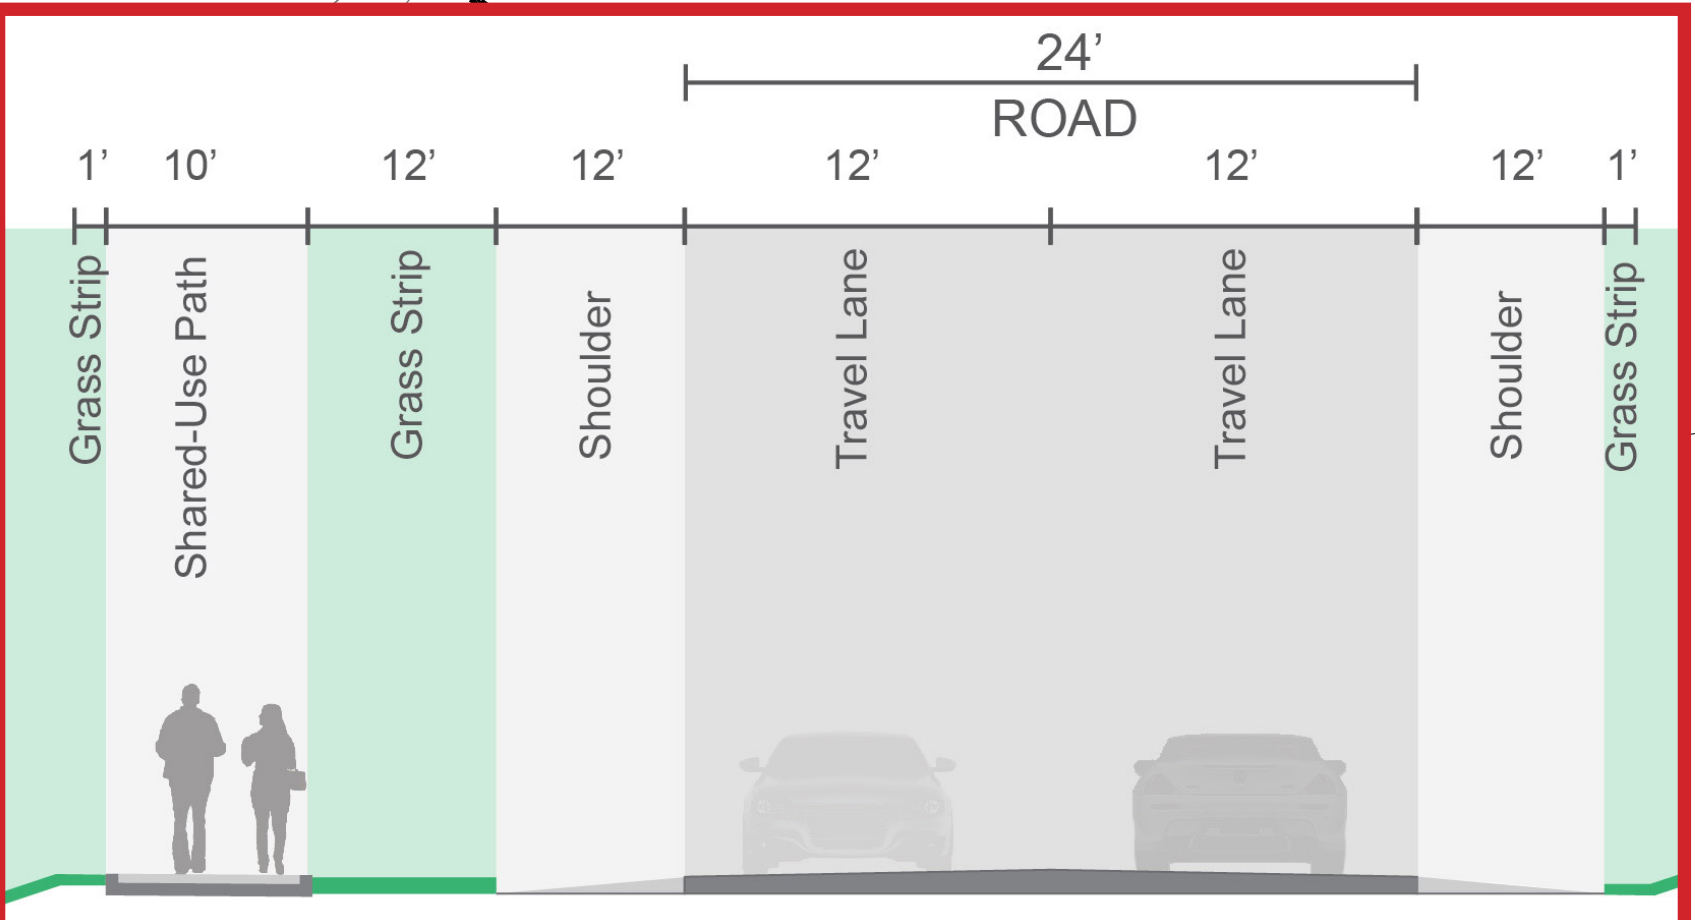 24’
ROAD
1’ 10’ 12’ 12’ 12’ 12’ 12’ 1’
Grass Strip
Shared-Use Path
Grass Strip
Shoulder
Travel Lane
Travel Lane
Shoulder
Grass Strip